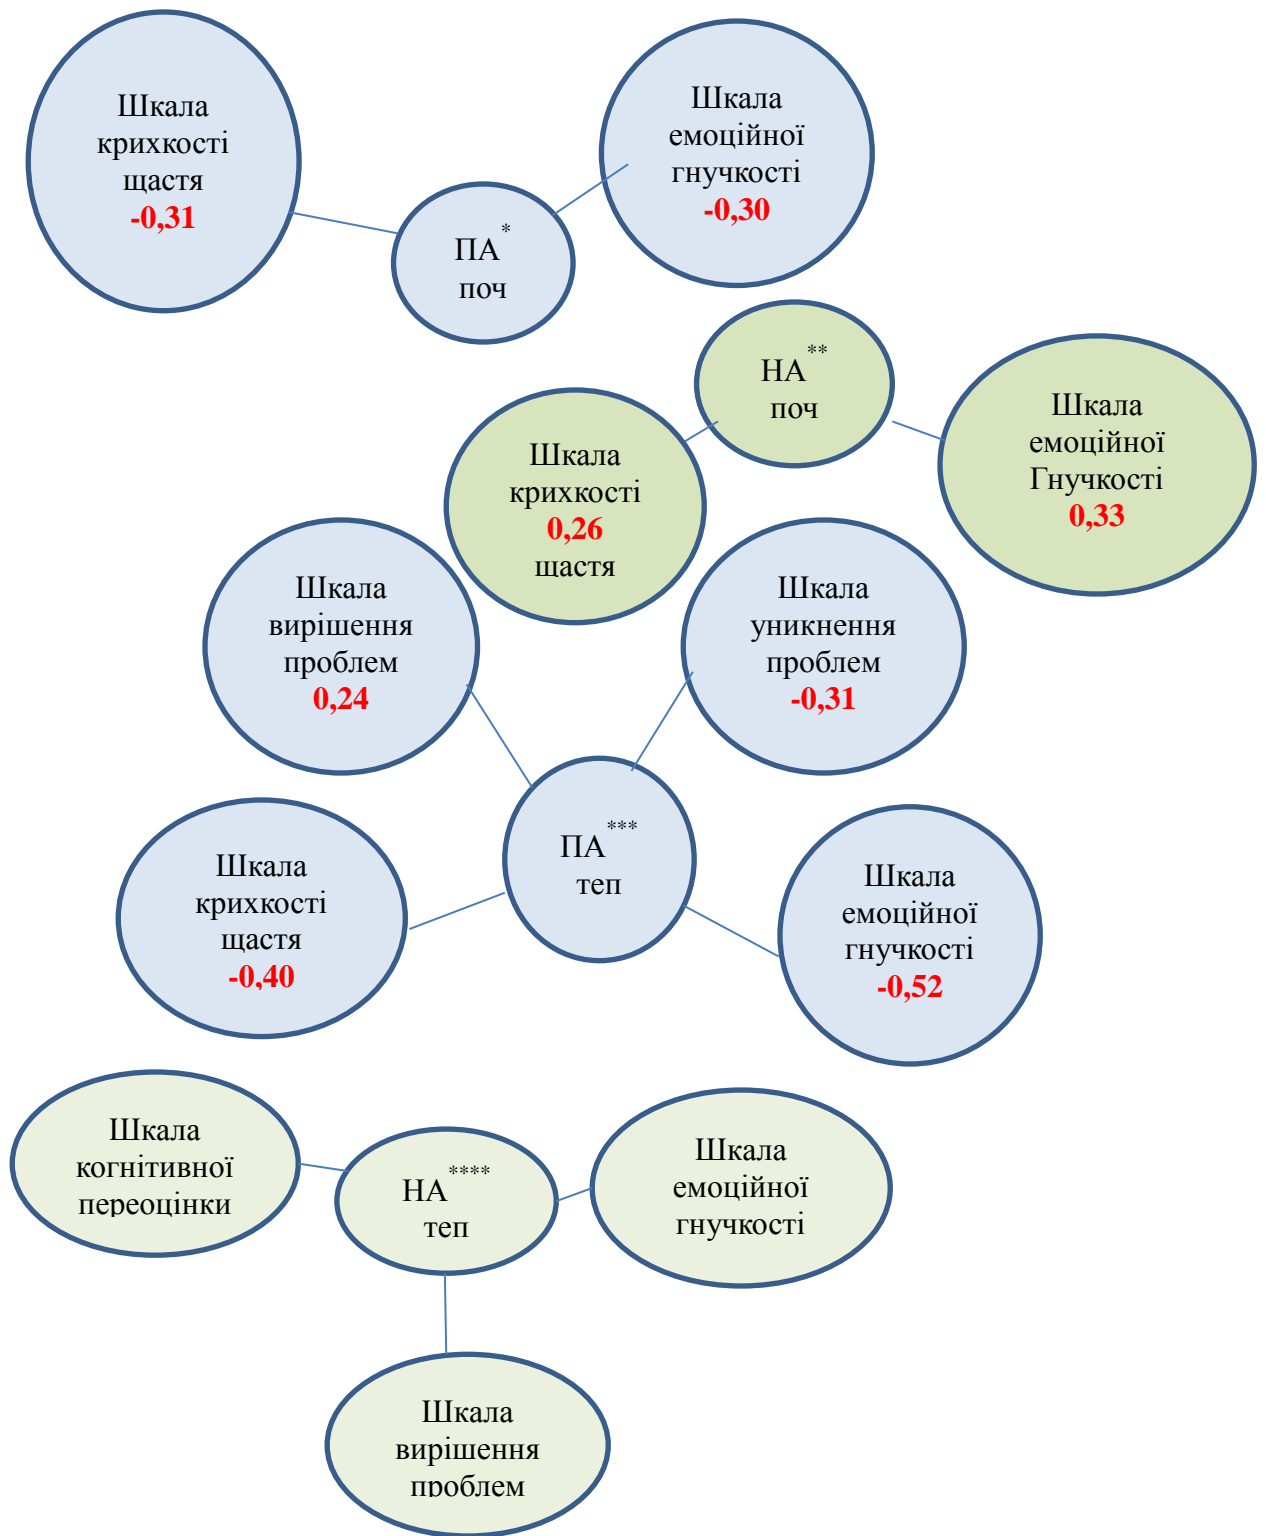 Шкала
крихкості
щастя
-0,31
Шкала
емоційної
гнучкості
-0,30
ПА*
поч
НА**
поч
Шкала
емоційної
Гнучкості
0,33
Шкала
крихкості
0,26
щастя
Шкала
вирішення
проблем
0,24
Шкала
уникнення
проблем
-0,31
ПА***
теп
Шкала
крихкості
щастя
-0,40
Шкала
емоційної
гнучкості
-0,52
Шкала
когнітивної
переоцінки
НА****
теп
Шкала
емоційної
гнучкості
Шкала
вирішення
проблем